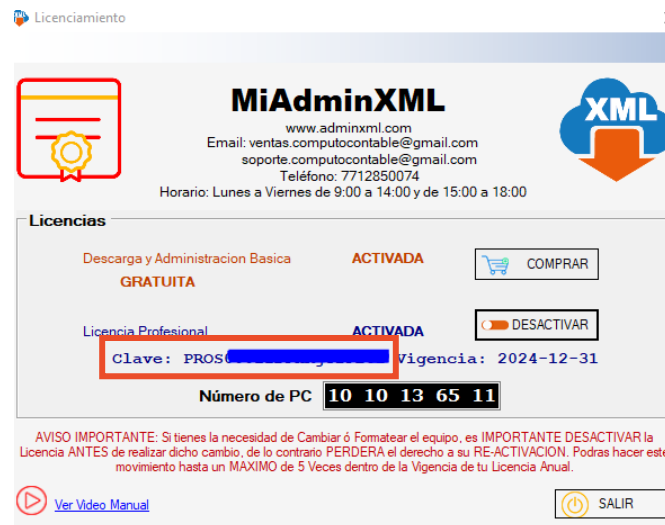 Licenciamiento
MiAdminXML
www.adminxml.com
Email: ventas.computocontable@gmail.com
soporte.computocontable@gmail.com
Teléfono: 7712850074
Horario: Lunes a Viernes de 9:00 a 14:00 y de 15:00 a 18:00
XML
Licencias
Descarga y Administracion Basica ACTIVADA COMPRAR
GRATUITA
Licencia Profesional ACTIVADA DESACTIVAR
Clave: Vigencia: 2024-12-31
Número de PC 10 10 13 65 11
AVISO IMPORTANTE: Si tienes la necesidad de Cambiar ó Formatear el equipo, es IMPORTANTE DESACTIVAR la
Licencia ANTES de realizar dicho cambio, de lo contrario PERDERA el derecho a su RE-ACTIVACION. Podras hacer este
movimiento hasta un MAXIMO de 5 Veces dentro de la Vigencia de tu Licencia Anual.
Ver Video Manual
SALIR